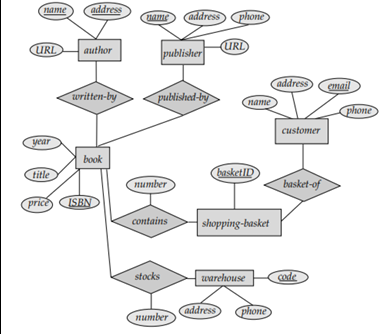 name address name address phone
URL author publisher URL
written-by published-by
address email
name phone
customer
year
book
title
price ISBN
basketID
number
basket-of
contains shopping-basket
stocks warehouse code
number address phone